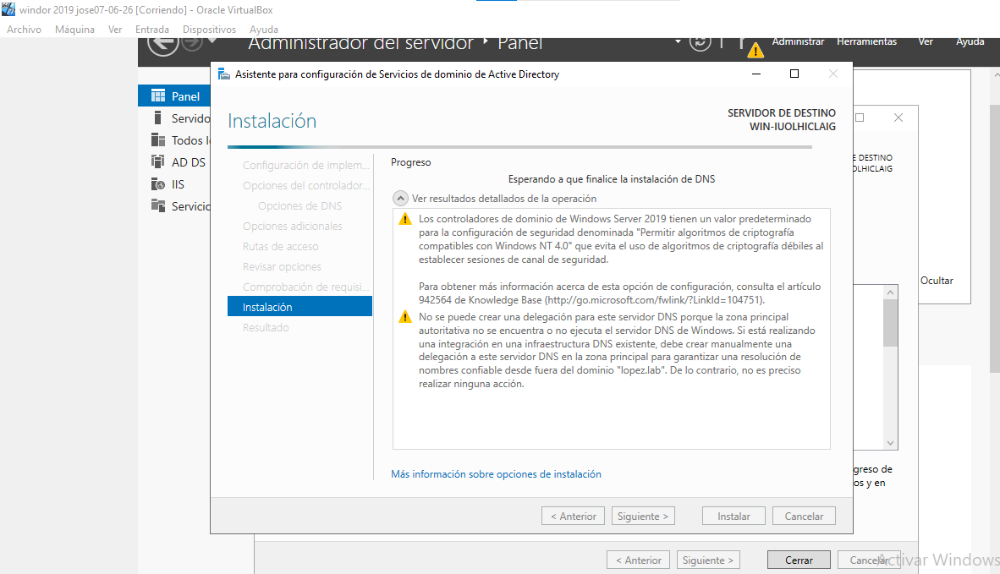 windor 2019 jose07-06-26 [Corriendo] - Oracle VirtualBox
Archivo Máquina Ver Entrada Dispositivos Ayuda
Administrador del servidor Panel
Administrar Herramientas Ver Ayuda
Asistente para configuración de Servicios de dominio de Active Directory
Panel
Servido
Todos l
AD DS
IIS
Servicio
Instalación
SERVIDOR DE DESTINO
WIN-IUOLHICLAIG
E DESTINO
OLHICLAIG
Configuración de implem...
Opciones del controlador...
Opciones de DNS
Opciones adicionales
Rutas de acceso
Revisar opciones
Comprobación de requisi...
Instalación
Resultado
Progreso
Esperando a que finalice la instalación de DNS
Ver resultados detallados de la operación
Los controladores de dominio de Windows Server 2019 tienen un valor predeterminado
para la configuración de seguridad denominada "Permitir algoritmos de criptografía
compatibles con Windows NT 4.0" que evita el uso de algoritmos de criptografía débiles al
establecer sesiones de canal de seguridad.
Para obtener más información acerca de esta opción de configuración, consulta el artículo
942564 de Knowledge Base (http://go.microsoft.com/fwlink/?LinkId=104751).
No se puede crear una delegación para este servidor DNS porque la zona principal
autoritativa no se encuentra o no ejecuta el servidor DNS de Windows. Si está realizando
una integración en una infraestructura DNS existente, debe crear manualmente una
delegación a este servidor DNS en la zona principal para garantizar una resolución de
nombres confiable desde fuera del dominio "lopez.lab". De lo contrario, no es preciso
realizar ninguna acción.
Más información sobre opciones de instalación
Ocultar
greso de
os y en
< Anterior Siguiente > Instalar Cancelar
< Anterior Siguiente > Cerrar Cancelar
Activar Windows